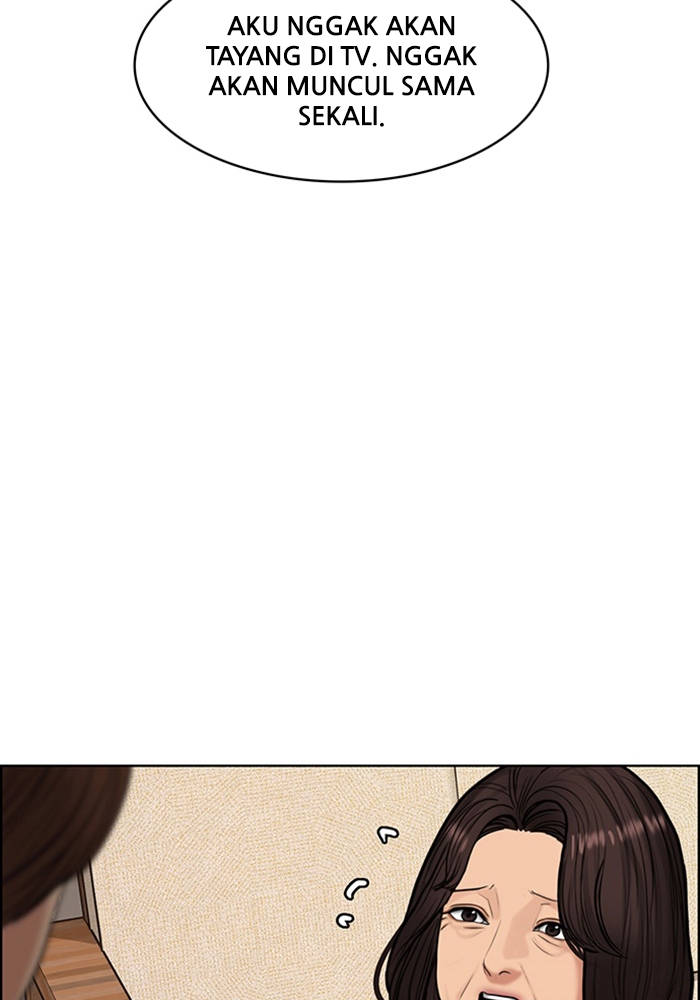 AKU NGGAK AKAN
TAYANG DI TV. NGGAK
AKAN MUNCUL SAMA
SEKALI.